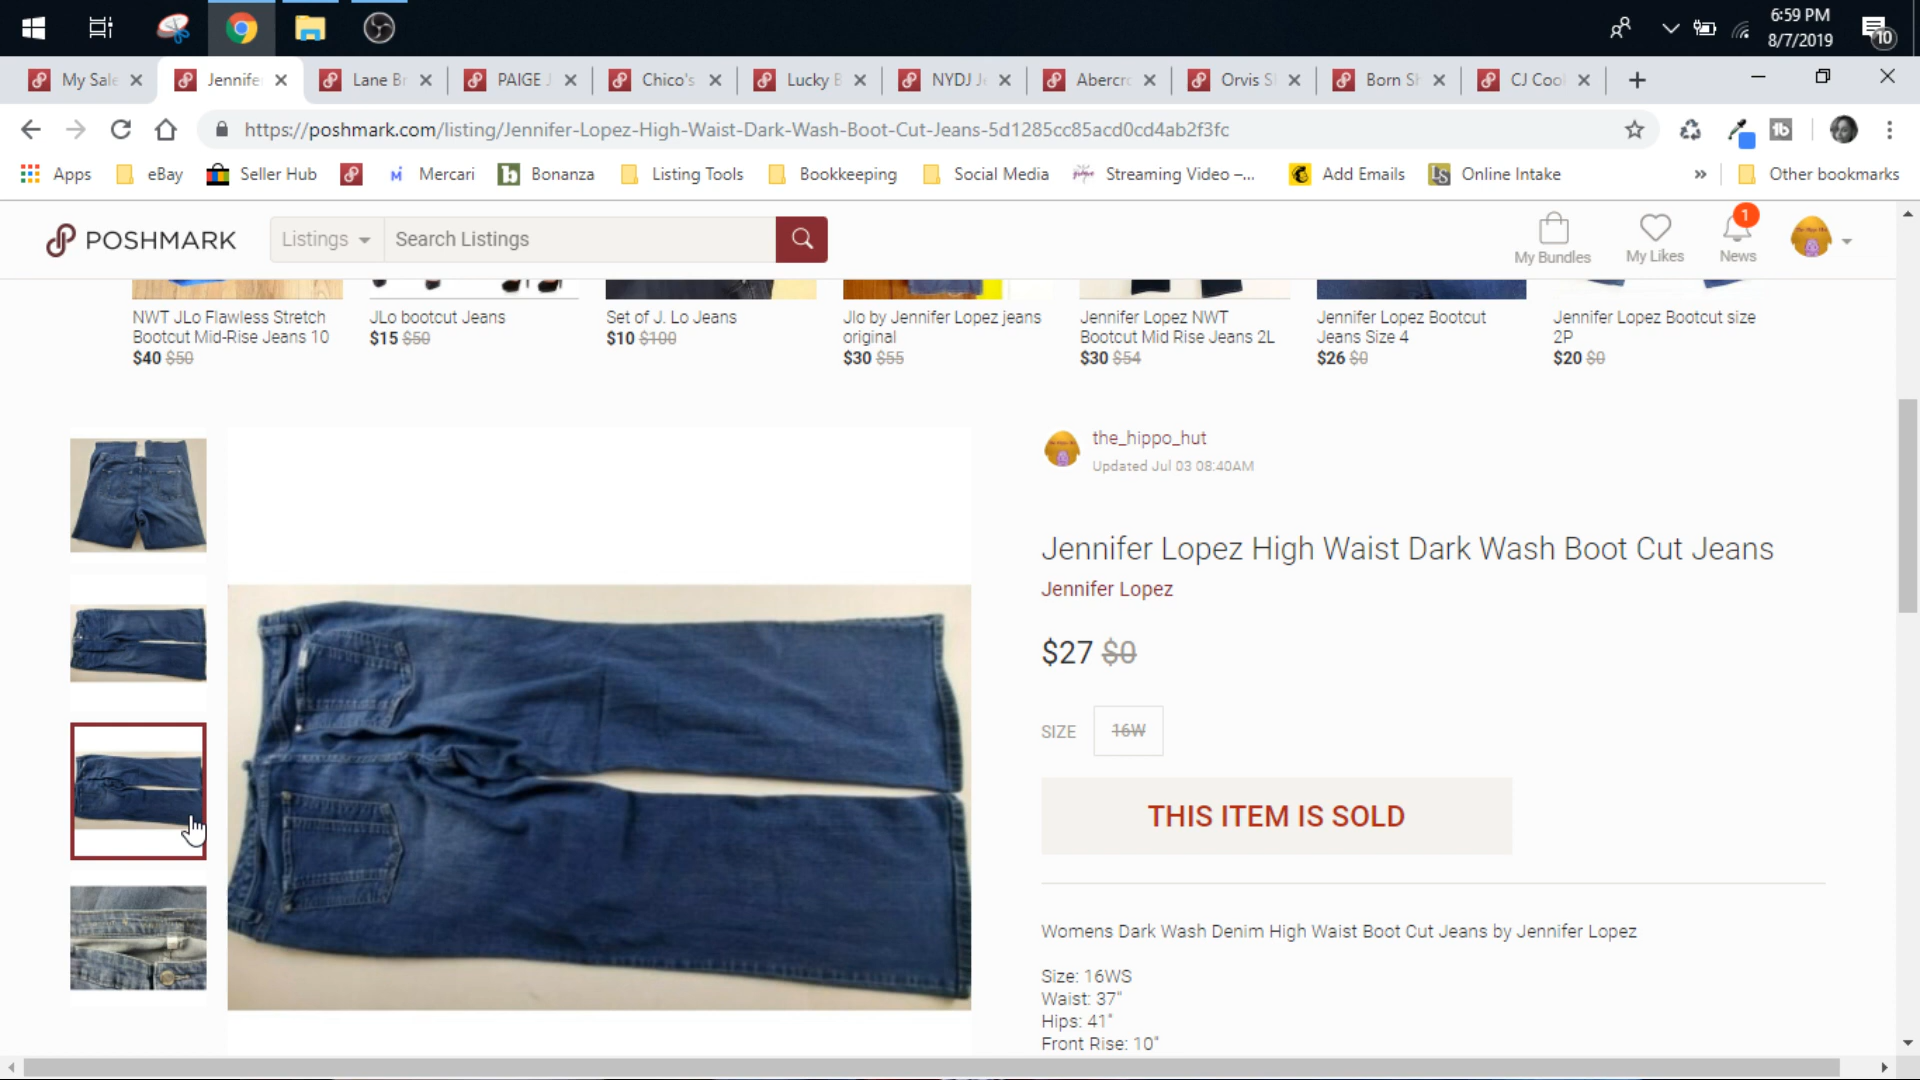 6:59 PM
8/7/2019
10
My Sale
Jennifer
Lane Br
PAIGE J
Chico's
Lucky B
NYDJ Je
Abercro
Orvis Sl
Born Sh
CJ Coo
https://poshmark.com/listing/Jennifer-Lopez-High-Waist-Dark-Wash-Boot-Cut-Jeans-5d1285cc85acd0cd4ab2f3fc
Apps
eBay
Seller Hub
Mercari
Bonanza
Listing Tools
Bookkeeping
Social Media
Streaming Video –...
Add Emails
Online Intake
»
Other bookmarks
POSHMARK
Listings
Search Listings
My Bundles
My Likes
1
News
NWT JLo Flawless Stretch
Bootcut Mid-Rise Jeans 10
$40 $50
JLo bootcut Jeans
$15 $50
Set of J. Lo Jeans
$10 $100
Jlo by Jennifer Lopez jeans
original
$30 $55
Jennifer Lopez NWT
Bootcut Mid Rise Jeans 2L
$30 $54
Jennifer Lopez Bootcut
Jeans Size 4
$26 $0
Jennifer Lopez Bootcut size
2P
$20 $0
the_hippo_hut
Updated Jul 03 08:40AM
Jennifer Lopez High Waist Dark Wash Boot Cut Jeans
Jennifer Lopez
$27 $0
SIZE 16W
THIS ITEM IS SOLD
Womens Dark Wash Denim High Waist Boot Cut Jeans by Jennifer Lopez
Size: 16WS
Waist: 37"
Hips: 41"
Front Rise: 10"